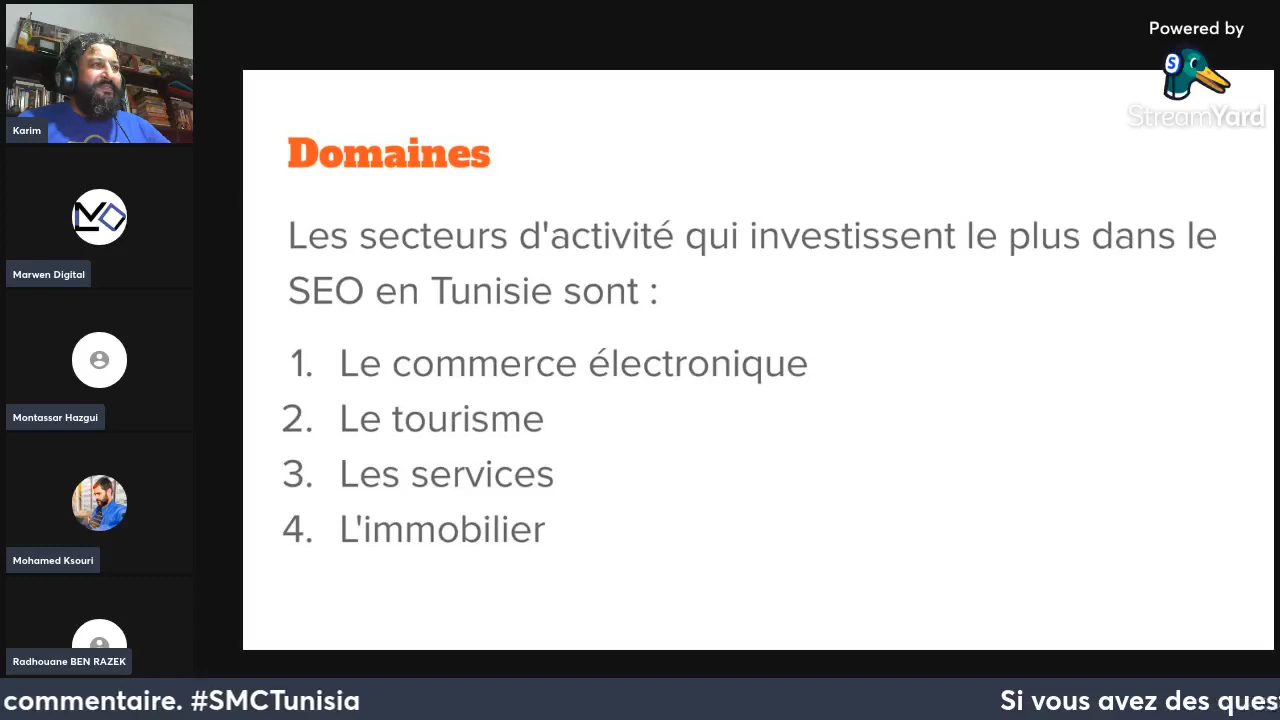 Powered by
S
StreamYard
Karim
Marwen Digital
Montassar Hazgui
Mohamed Ksouri
Radhouane BEN RAZEK
Domaines
Les secteurs d'activité qui investissent le plus dans le
SEO en Tunisie sont :
1. Le commerce électronique
2. Le tourisme
3. Les services
4. L'immobilier
commentaire. #SMCTunisia
Si vous avez des ques